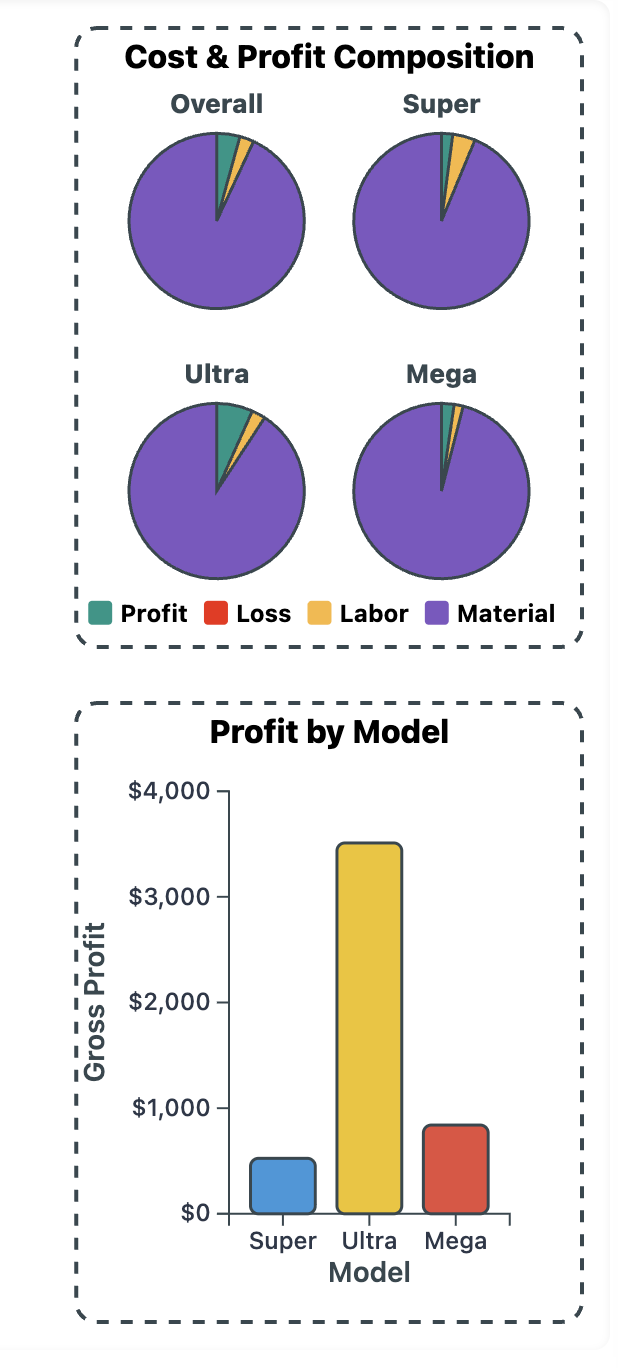 Cost & Profit Composition
Overall Super
Ultra Mega
Profit Loss Labor Material
Profit by Model
$4,000
$3,000
$2,000
$1,000
$0
Gross Profit
Super Ultra Mega
Model